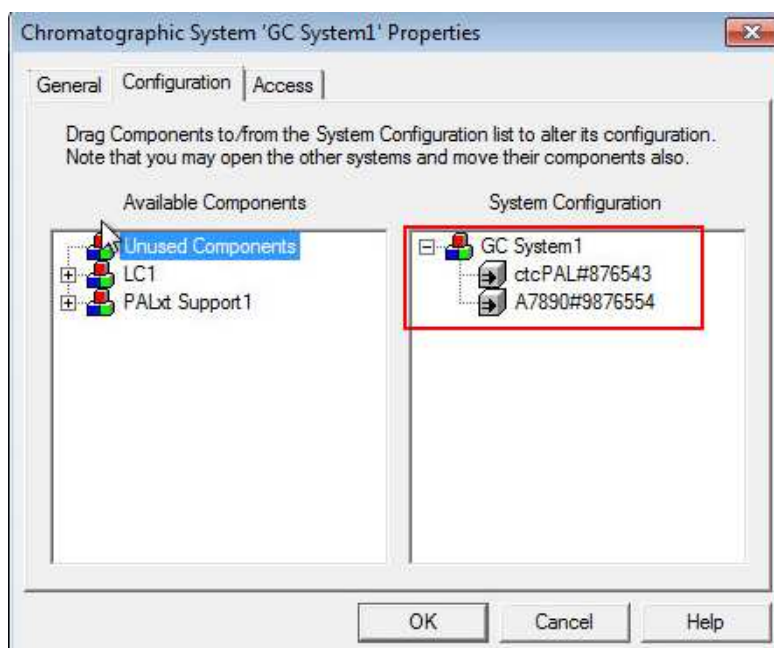 Chromatographic System 'GC System1' Properties
General Configuration Access
Drag Components to/from the System Configuration list to alter its configuration.
Note that you may open the other systems and move their components also.
Available Components
System Configuration
Unused Components
LC1
PALxt Support1
GC System1
ctcPAL#876543
A7890#9876554
OK Cancel Help